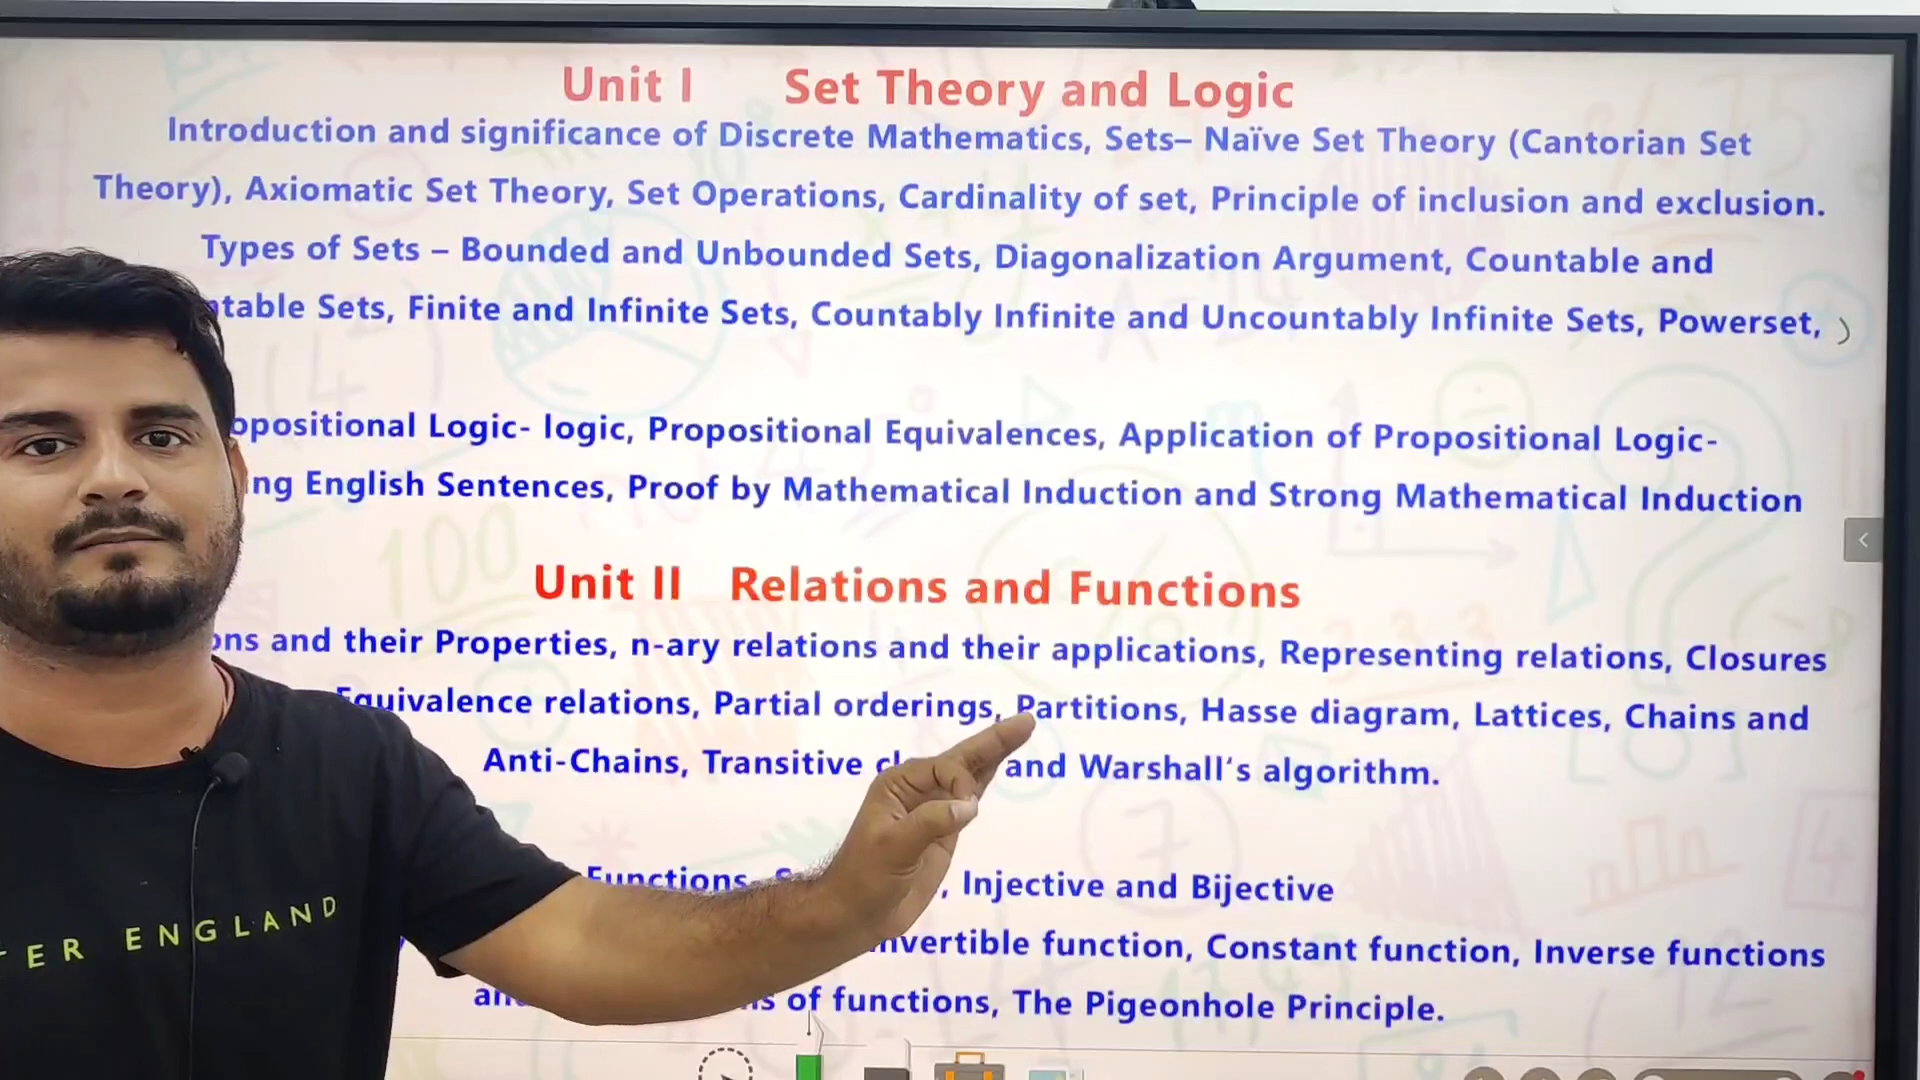 Unit I Set Theory and Logic
Introduction and significance of Discrete Mathematics, Sets– Naïve Set Theory (Cantorian Set
Theory), Axiomatic Set Theory, Set Operations, Cardinality of set, Principle of inclusion and exclusion.
Types of Sets – Bounded and Unbounded Sets, Diagonalization Argument, Countable and
table Sets, Finite and Infinite Sets, Countably Infinite and Uncountably Infinite Sets, Powerset,
opositional Logic- logic, Propositional Equivalences, Application of Propositional Logic-
ng English Sentences, Proof by Mathematical Induction and Strong Mathematical Induction
Unit II Relations and Functions
ons and their Properties, n-ary relations and their applications, Representing relations, Closures
Equivalence relations, Partial orderings, Partitions, Hasse diagram, Lattices, Chains and
Anti-Chains, Transitive and Warshall’s algorithm.
Functions , Injective and Bijective
nvertible function, Constant function, Inverse functions
of functions, The Pigeonhole Principle.
ER ENGLAND